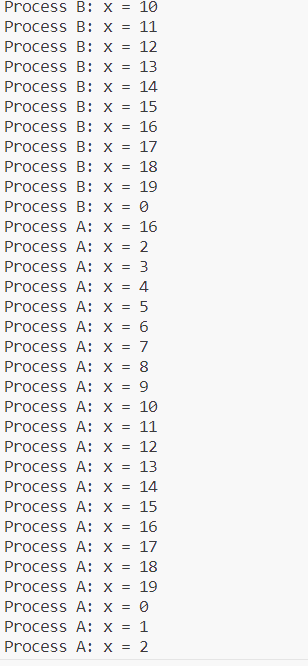 Process B: x = 10
Process B: x = 11
Process B: x = 12
Process B: x = 13
Process B: x = 14
Process B: x = 15
Process B: x = 16
Process B: x = 17
Process B: x = 18
Process B: x = 19
Process B: x = 0
Process A: x = 16
Process A: x = 2
Process A: x = 3
Process A: x = 4
Process A: x = 5
Process A: x = 6
Process A: x = 7
Process A: x = 8
Process A: x = 9
Process A: x = 10
Process A: x = 11
Process A: x = 12
Process A: x = 13
Process A: x = 14
Process A: x = 15
Process A: x = 16
Process A: x = 17
Process A: x = 18
Process A: x = 19
Process A: x = 0
Process A: x = 1
Process A: x = 2